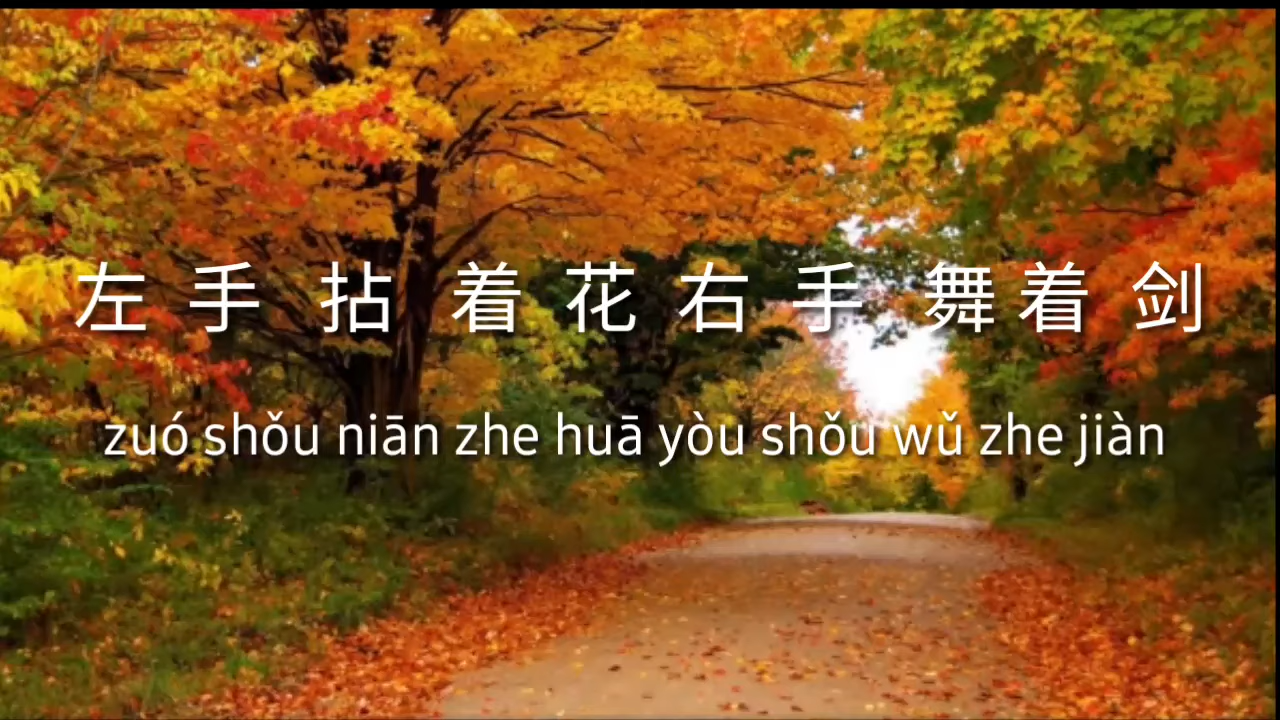 左 手 拈 着 花 右 手 舞 着 剑
zuó shǒu niān zhe huā yòu shǒu wǔ zhe jiàn